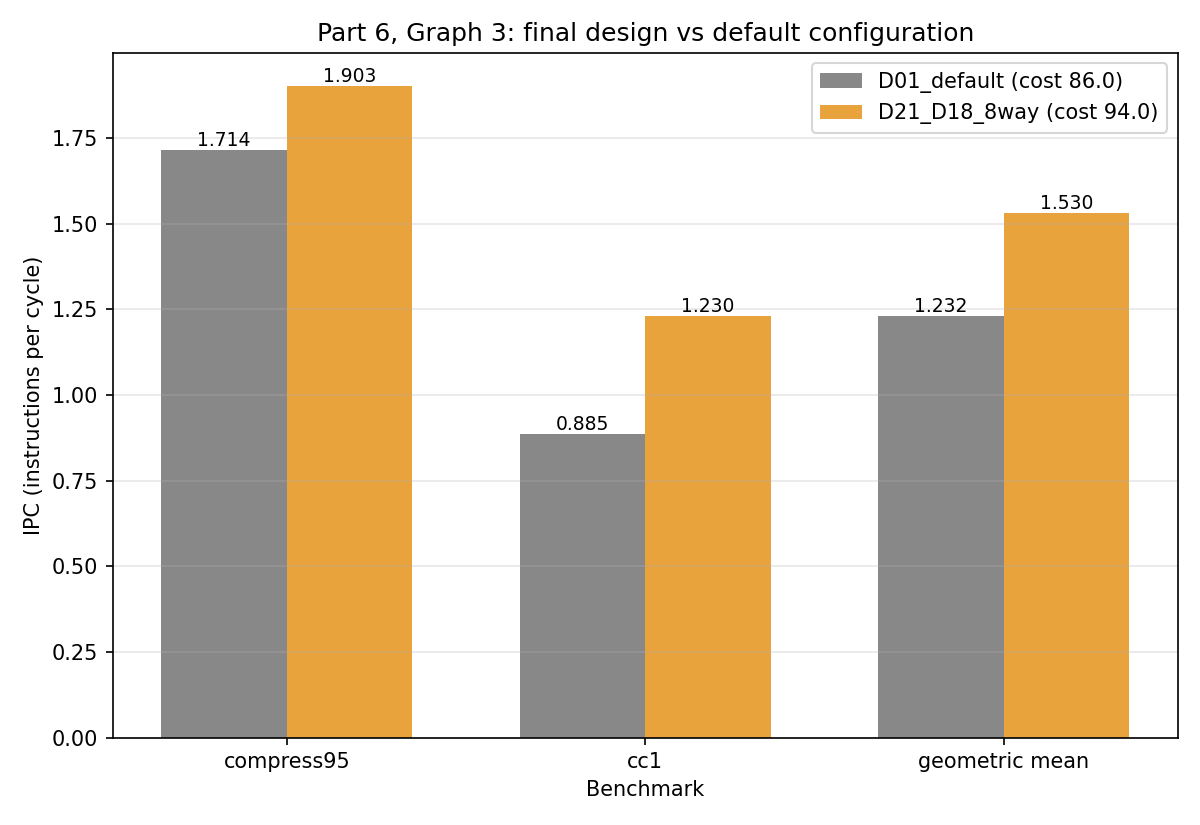 Part 6, Graph 3: final design vs default configuration
D01_default (cost 86.0)
D21_D18_8way (cost 94.0)
IPC (instructions per cycle)
1.75
1.50
1.25
1.00
0.75
0.50
0.25
0.00
1.714
1.903
0.885
1.230
1.232
1.530
compress95
cc1
geometric mean
Benchmark